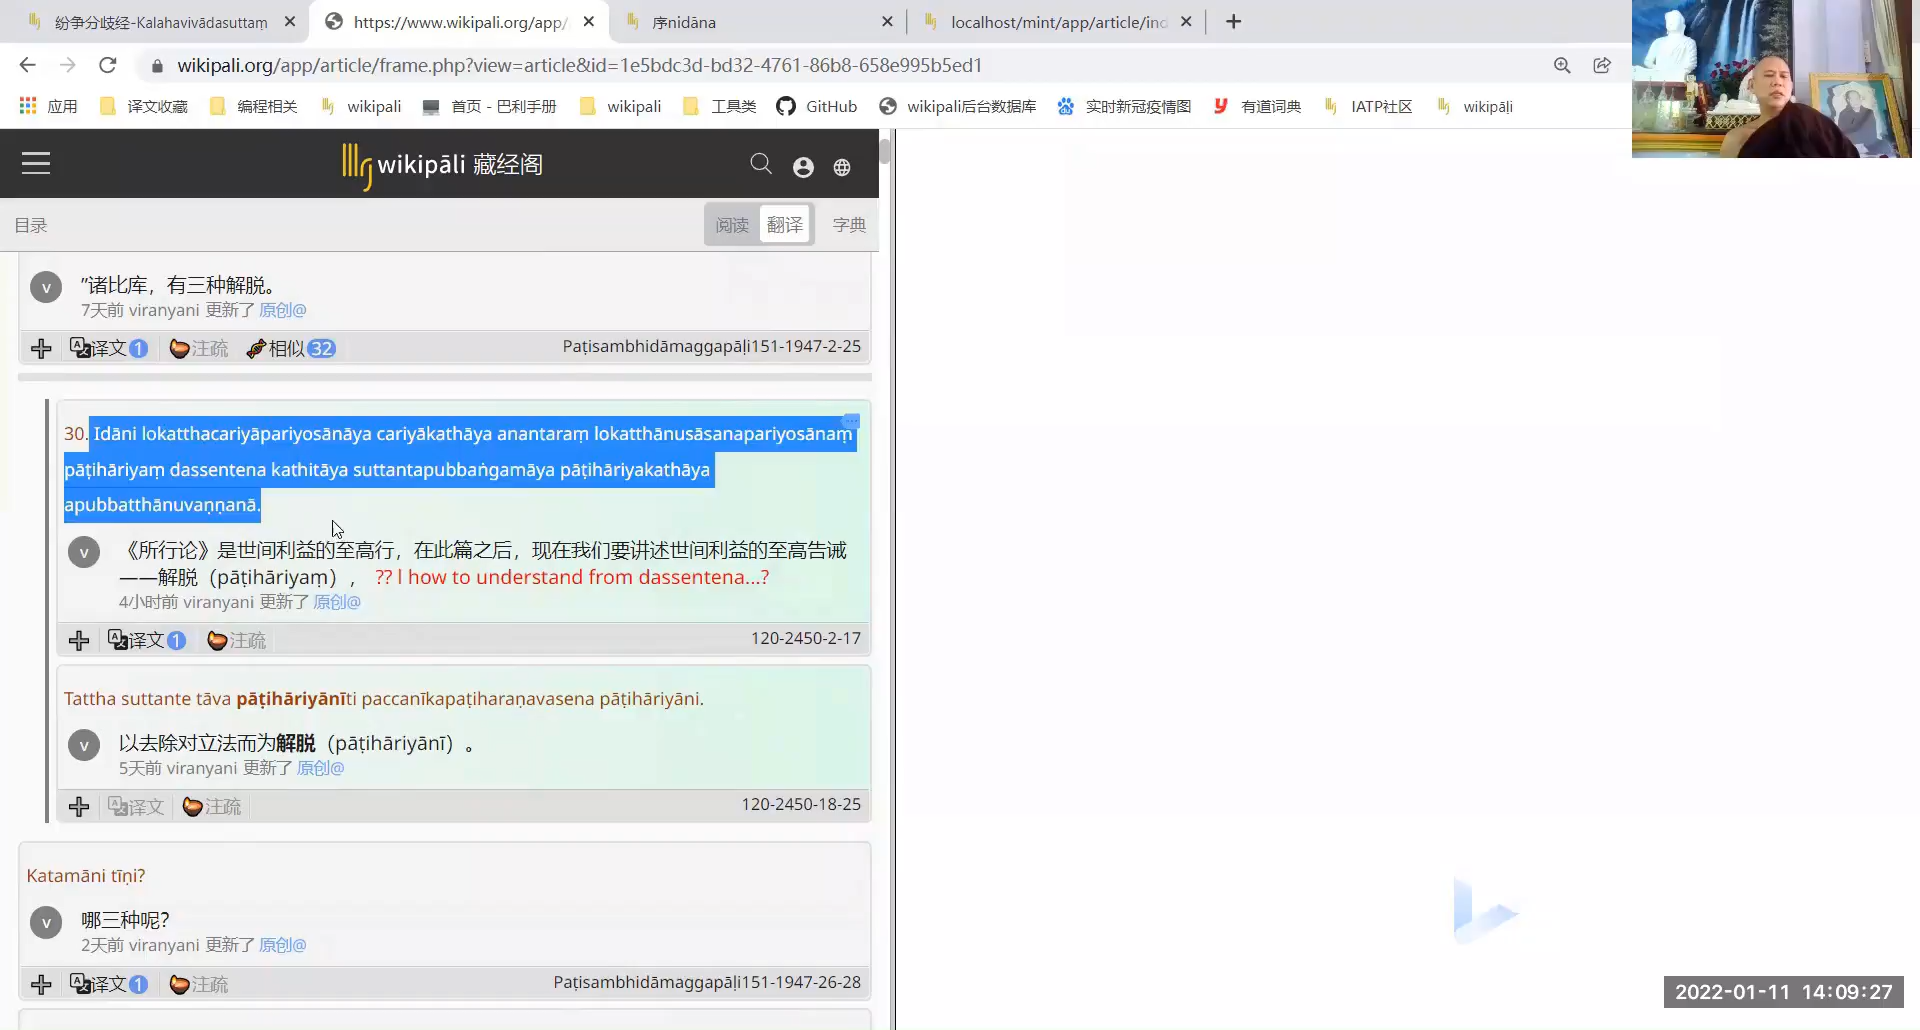 纷争分歧经-Kalahavivādasuttaṃ
https://www.wikipali.org/app/
序nidāna
localhost/mint/app/article/ind
wikipali.org/app/article/frame.php?view=article&id=1e5bdc3d-bd32-4761-86b8-658e995b5ed1
应用 译文收藏 编程相关 wikipali 首页 - 巴利手册 wikipali 工具类 GitHub wikipali后台数据库 实时新冠疫情图 有道词典 IATP社区 wikipāḷi
wikipāli 藏经阁
目录 阅读 翻译 字典
v "诸比库，有三种解脱。
7天前 viranyani 更新了 原创@
译文 1 注疏 相似 32 Paṭisambhidāmaggapāḷi151-1947-2-25
30. Idāni lokatthacariyāpariyosānāya cariyākathāya anantaraṃ lokatthānusāsanapariyosānaṃ
pāṭihāriyaṃ dassentena kathitāya suttantapubbaṅgamāya pāṭihāriyakathāya
apubbatthānuvaṇṇanā.
v 《所行论》是世间利益的至高行，在此篇之后，现在我们要讲述世间利益的至高告诫
——解脱（pāṭihāriyaṃ）， ?? l how to understand from dassentena...?
4小时前 viranyani 更新了 原创@
译文 1 注疏 120-2450-2-17
Tattha suttante tāva pāṭihāriyānīti paccanīkapaṭiharaṇavasena pāṭihāriyāni.
v 以去除对立法而为解脱（pāṭihāriyānī）。
5天前 viranyani 更新了 原创@
译文 注疏 120-2450-18-25
Katamāni tīṇi?
v 哪三种呢?
2天前 viranyani 更新了 原创@
译文 1 注疏 Paṭisambhidāmaggapāḷi151-1947-26-28
2022-01-11 14:09:27